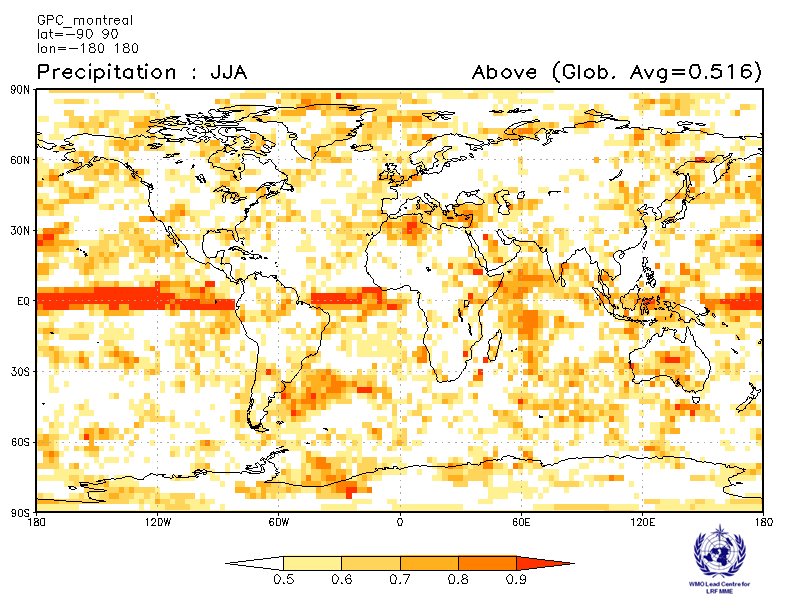 GPC_montreal
lat=-90 90
lon=-180 180
Precipitation : JJA
Above (Glob. Avg=0.516)
90N
60N
30N
EQ
30S
60S
90S
180 120W 60W 0 60E 120E 180
0.5 0.6 0.7 0.8 0.9
WMO Lead Centre for
LRF MME